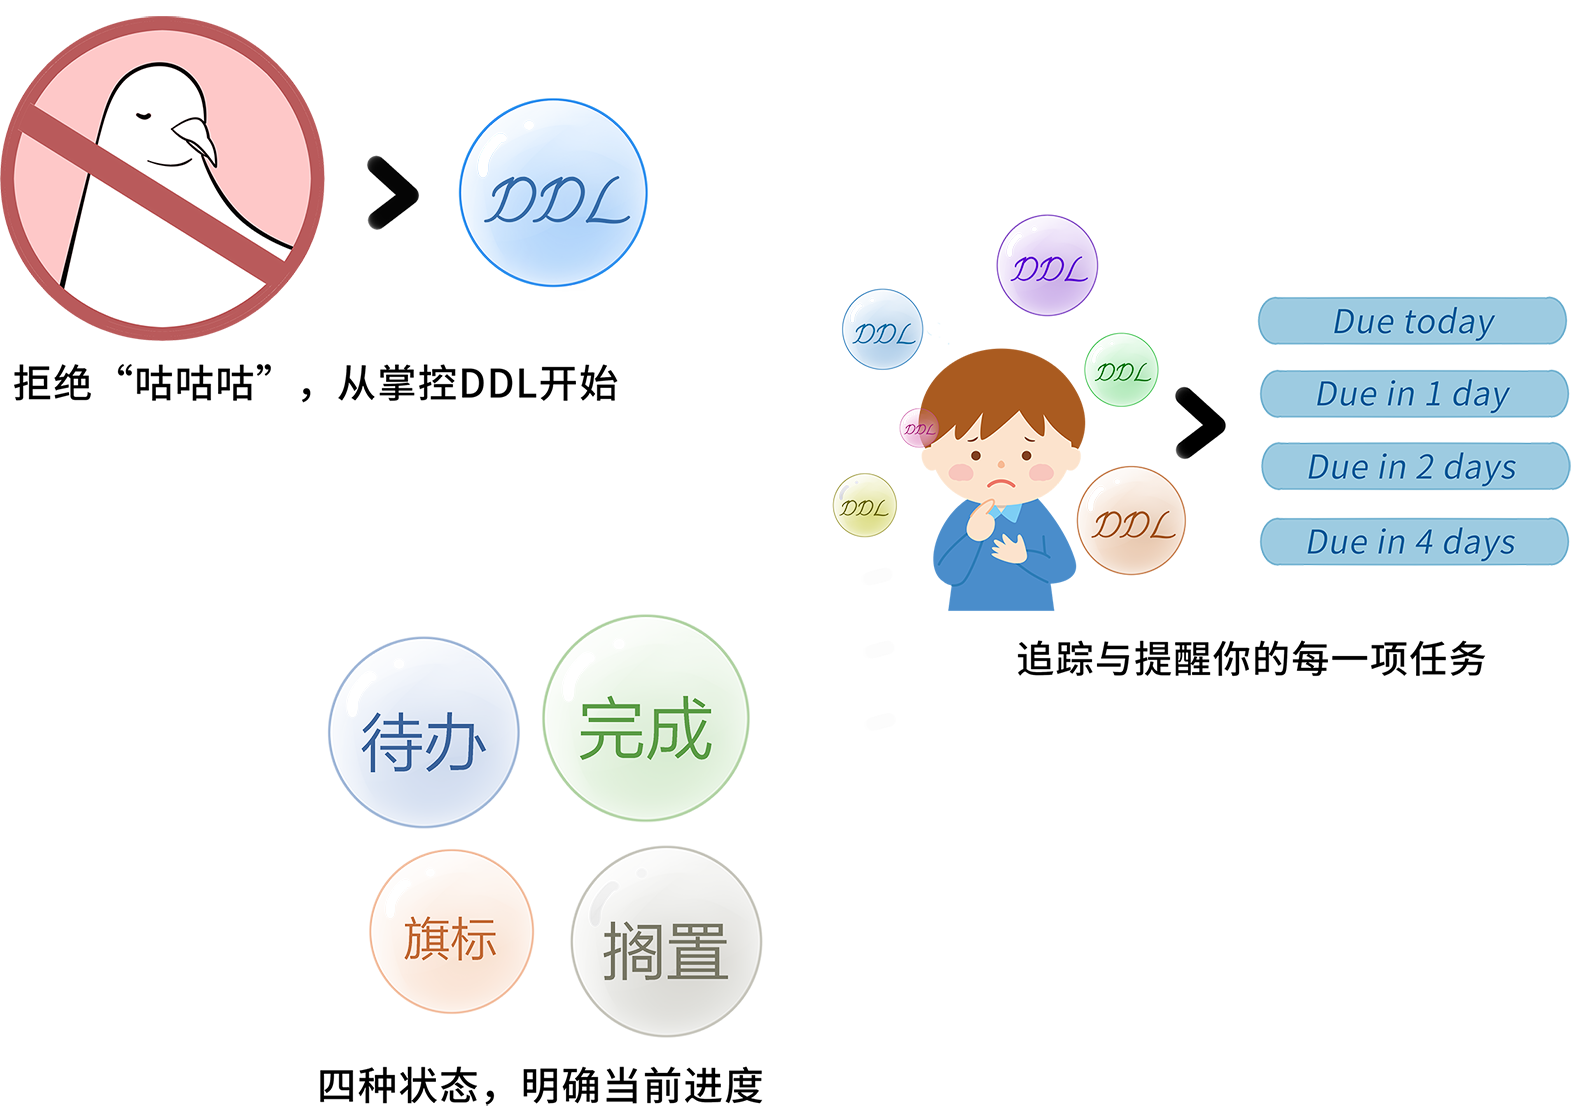 DDL
拒绝“咕咕咕”，从掌控DDL开始
DDL
DDL
DDL
DDL
DDL
DDL
Due today
Due in 1 day
Due in 2 days
Due in 4 days
追踪与提醒你的每一项任务
待办
完成
旗标
搁置
四种状态，明确当前进度